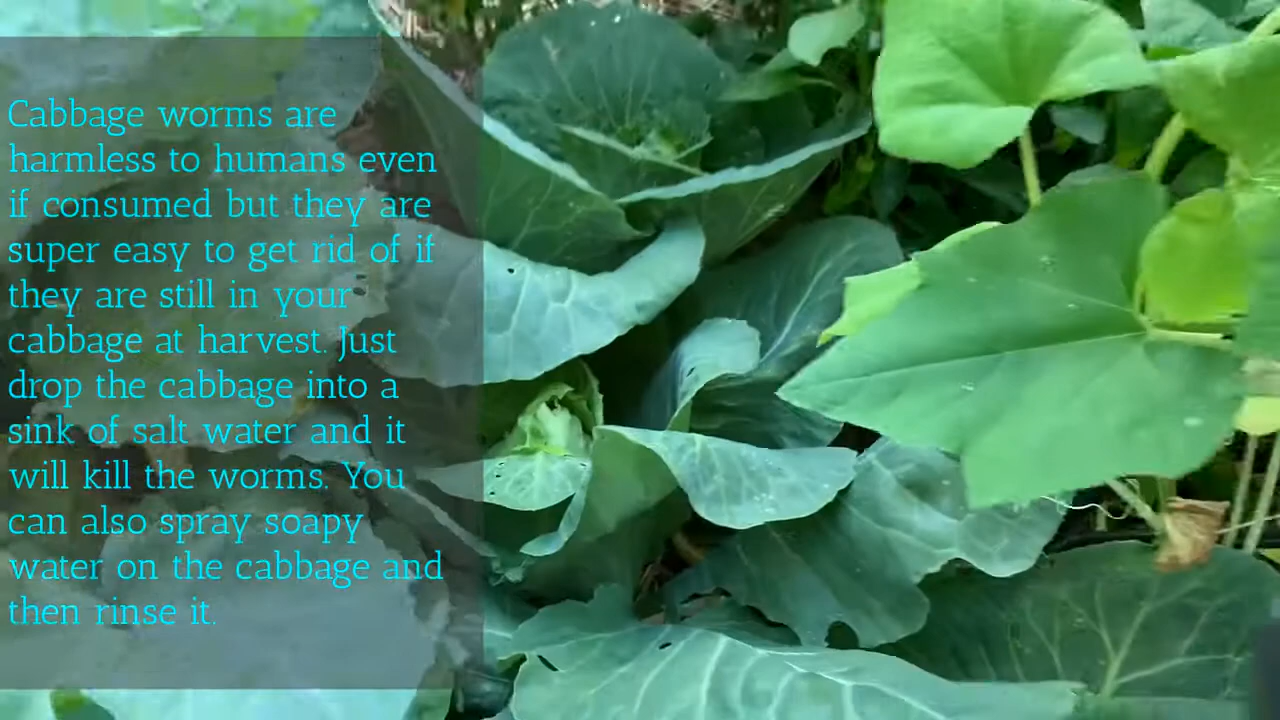 Cabbage worms are
harmless to humans even
if consumed but they are
super easy to get rid of if
they are still in your
cabbage at harvest. Just
drop the cabbage into a
sink of salt water and it
will kill the worms. You
can also spray soapy
water on the cabbage and
then rinse it.